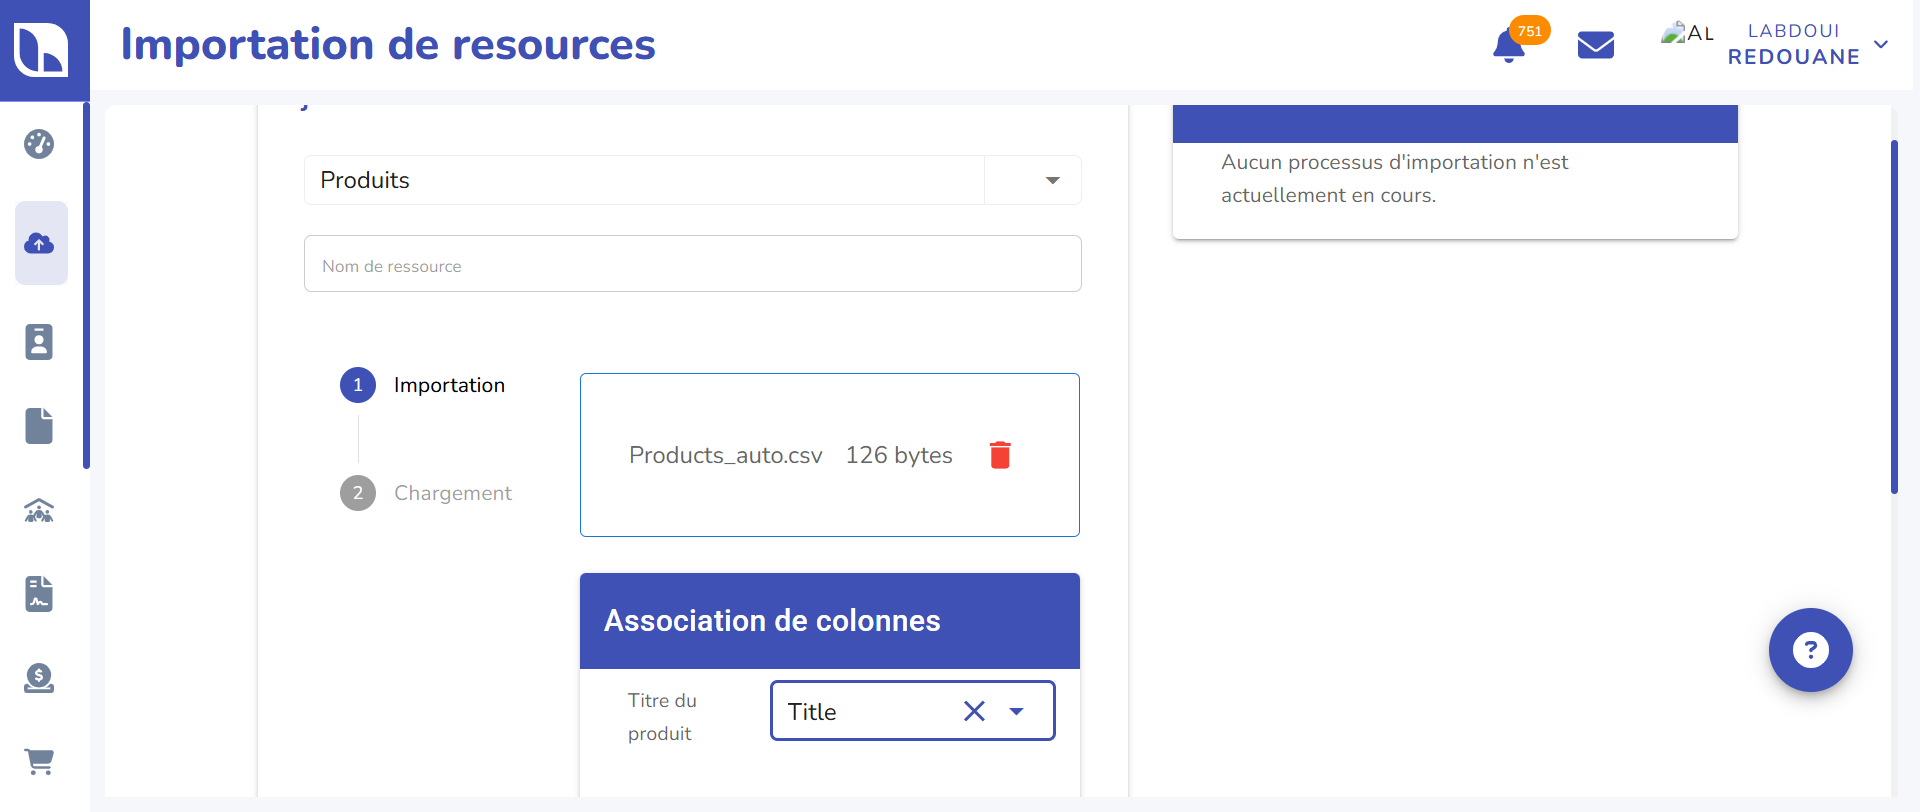 Importation de resources
751
AL
LABDOUI
REDOUANE
Produits
Nom de ressource
1 Importation
2 Chargement
Products_auto.csv 126 bytes
Association de colonnes
Titre du
produit
Title
Aucun processus d'importation n'est
actuellement en cours.
?